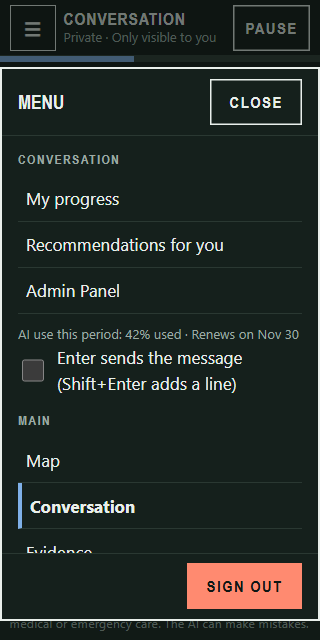 ☰
CONVERSATION
Private · Only visible to you
PAUSE
MENU
CLOSE
CONVERSATION
My progress
Recommendations for you
Admin Panel
AI use this period: 42% used · Renews on Nov 30
Enter sends the message
(Shift+Enter adds a line)
MAIN
Map
Conversation
Evidence
SIGN OUT
medical or emergency care. The AI can make mistakes.